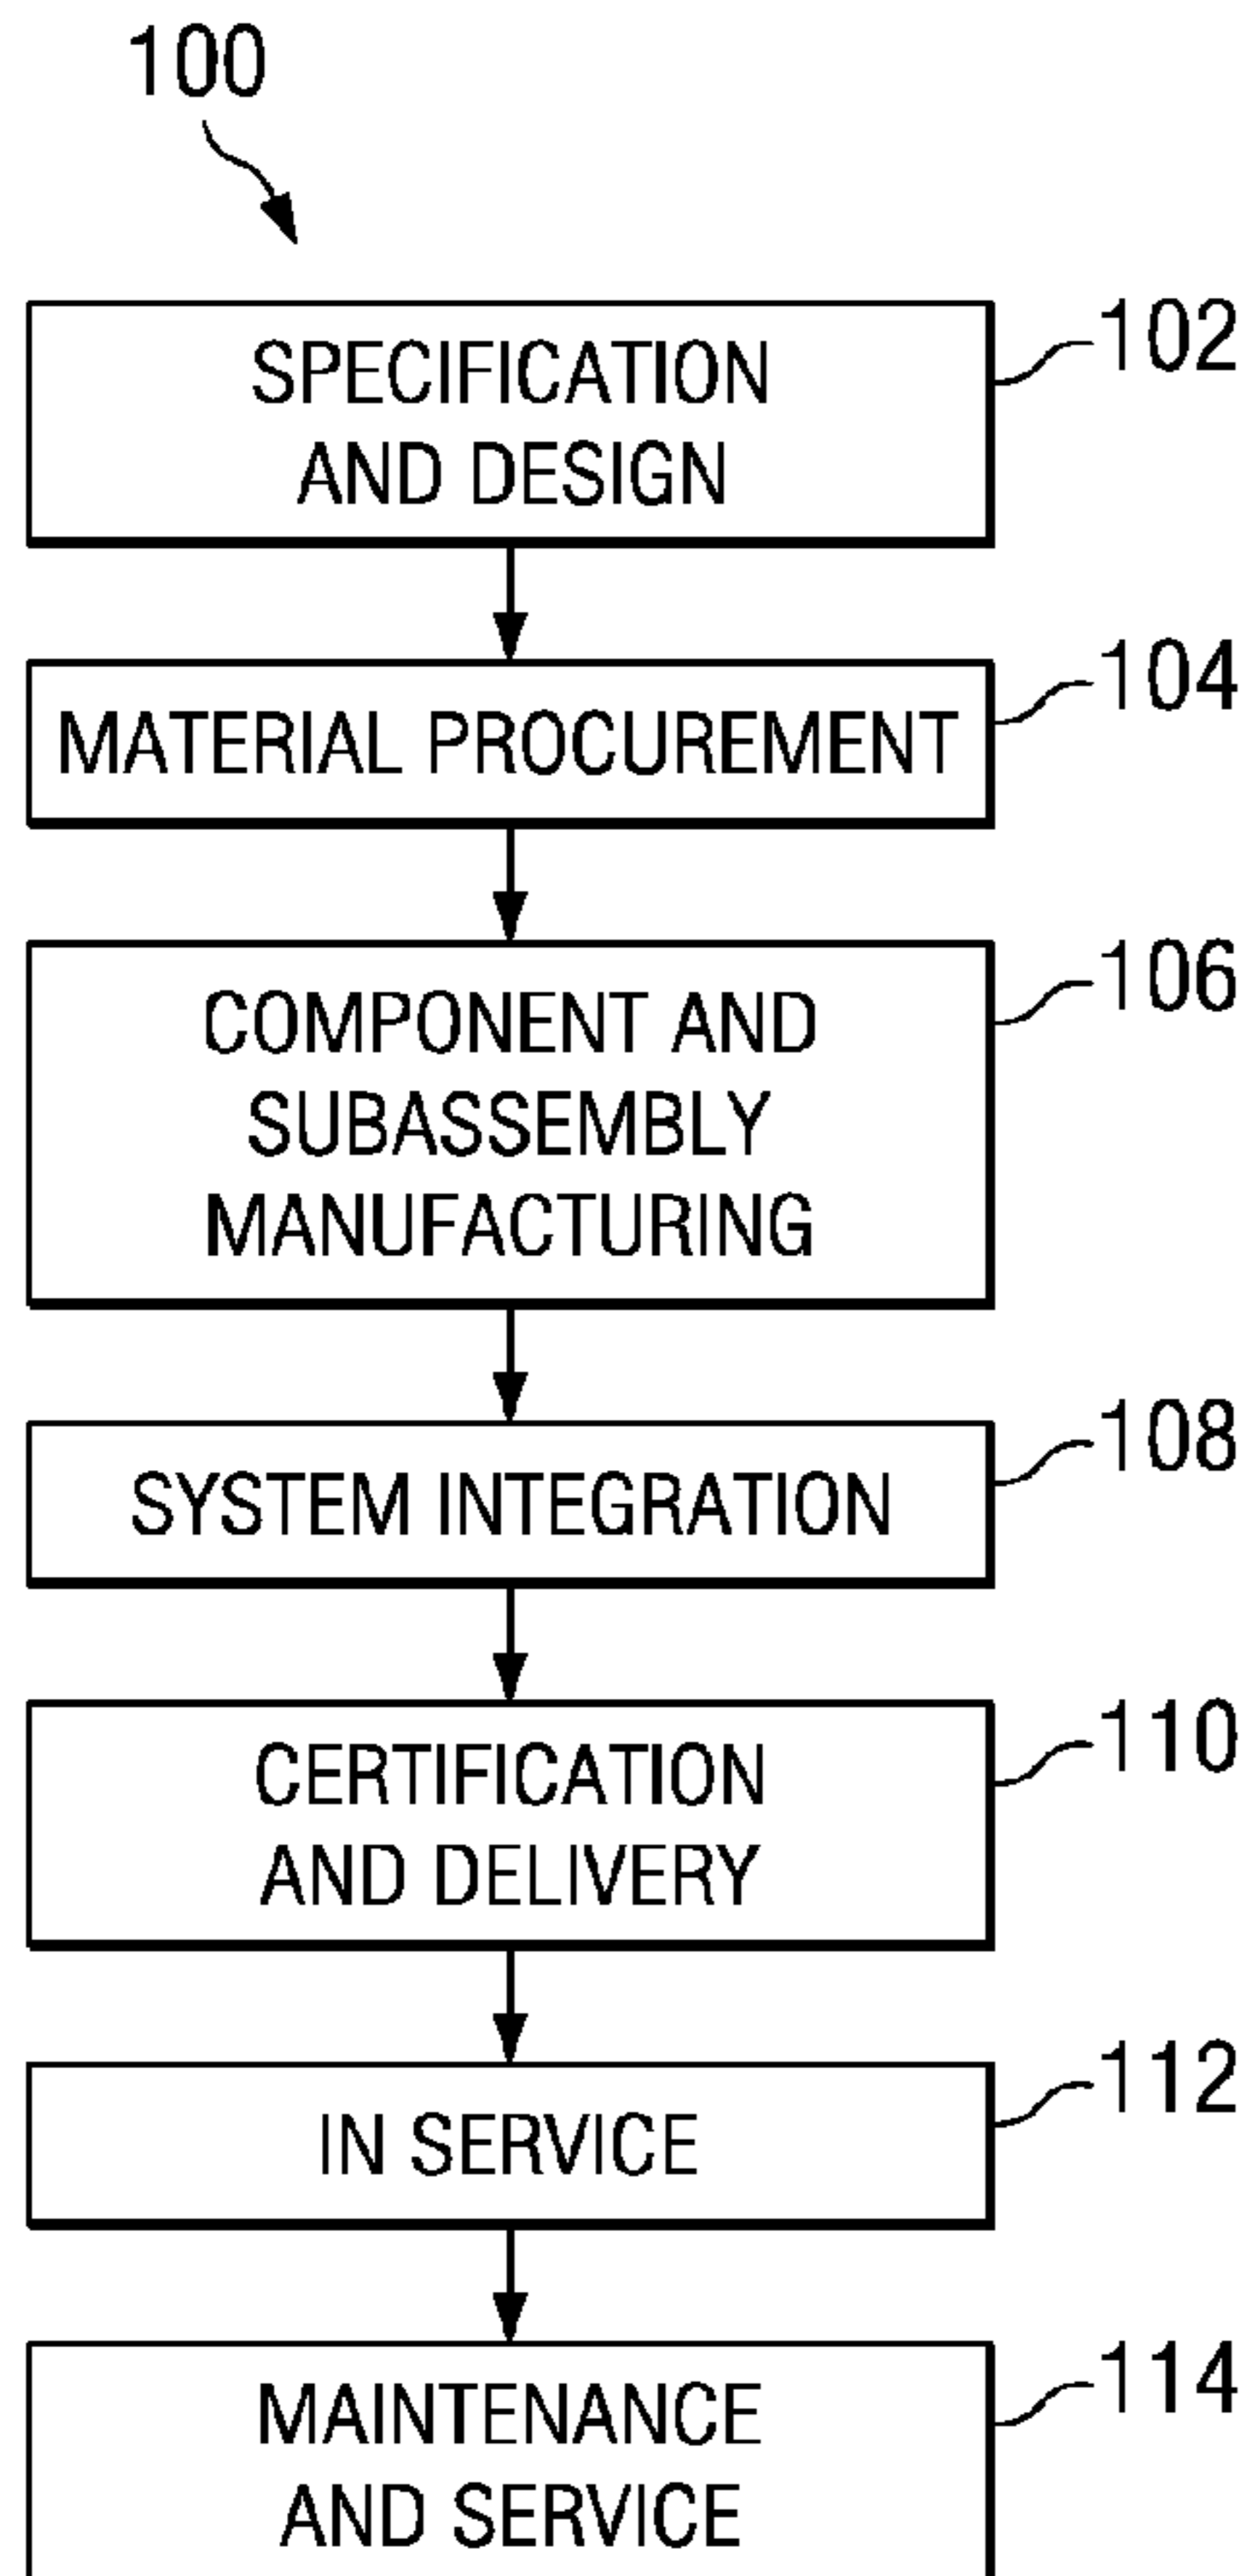 100
SPECIFICATION
AND DESIGN
102
MATERIAL PROCUREMENT
104
COMPONENT AND
SUBASSEMBLY
MANUFACTURING
106
SYSTEM INTEGRATION
108
CERTIFICATION
AND DELIVERY
110
IN SERVICE
112
MAINTENANCE
AND SERVICE
114